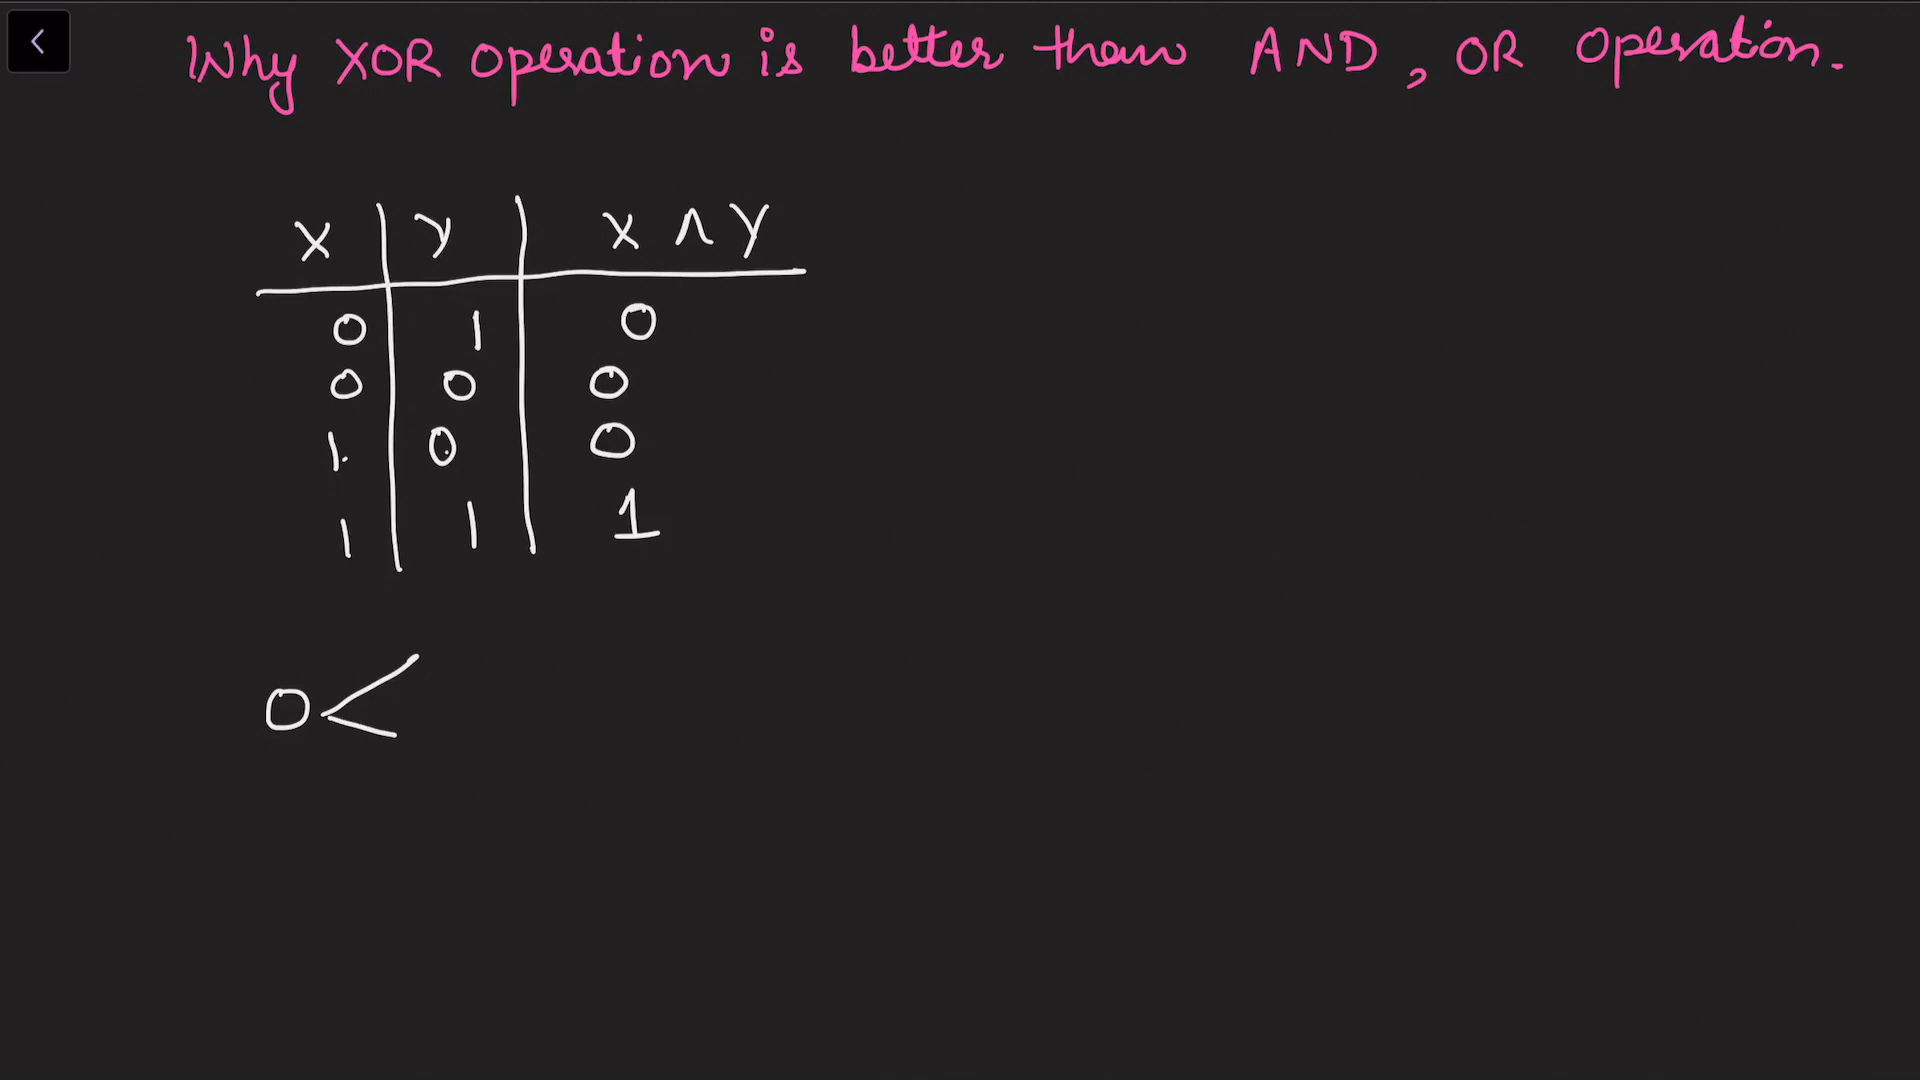 Why XOR operation is better than AND, OR operation.
X Y X ∧ Y
0 1 0
0 0 0
1 0 0
1 1 1
0 <